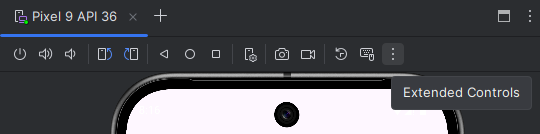 Pixel 9 API 36
Extended Controls